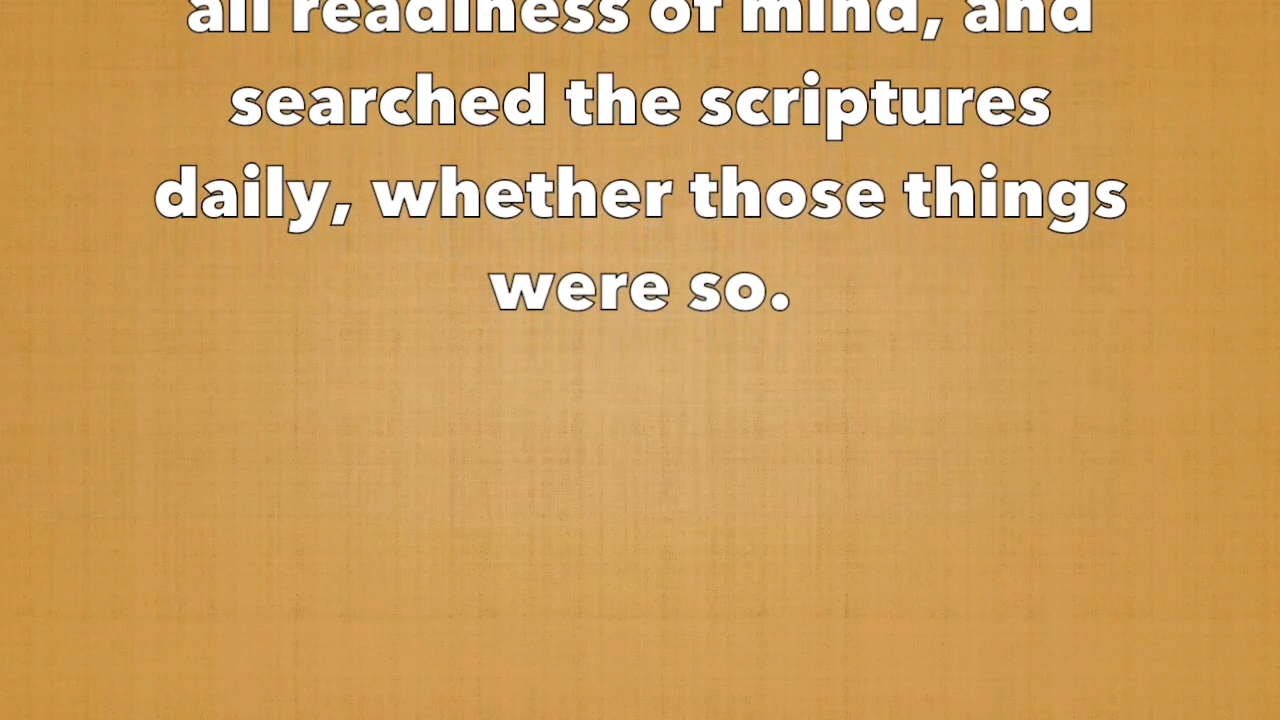 all readiness of mind, and
searched the scriptures
daily, whether those things
were so.